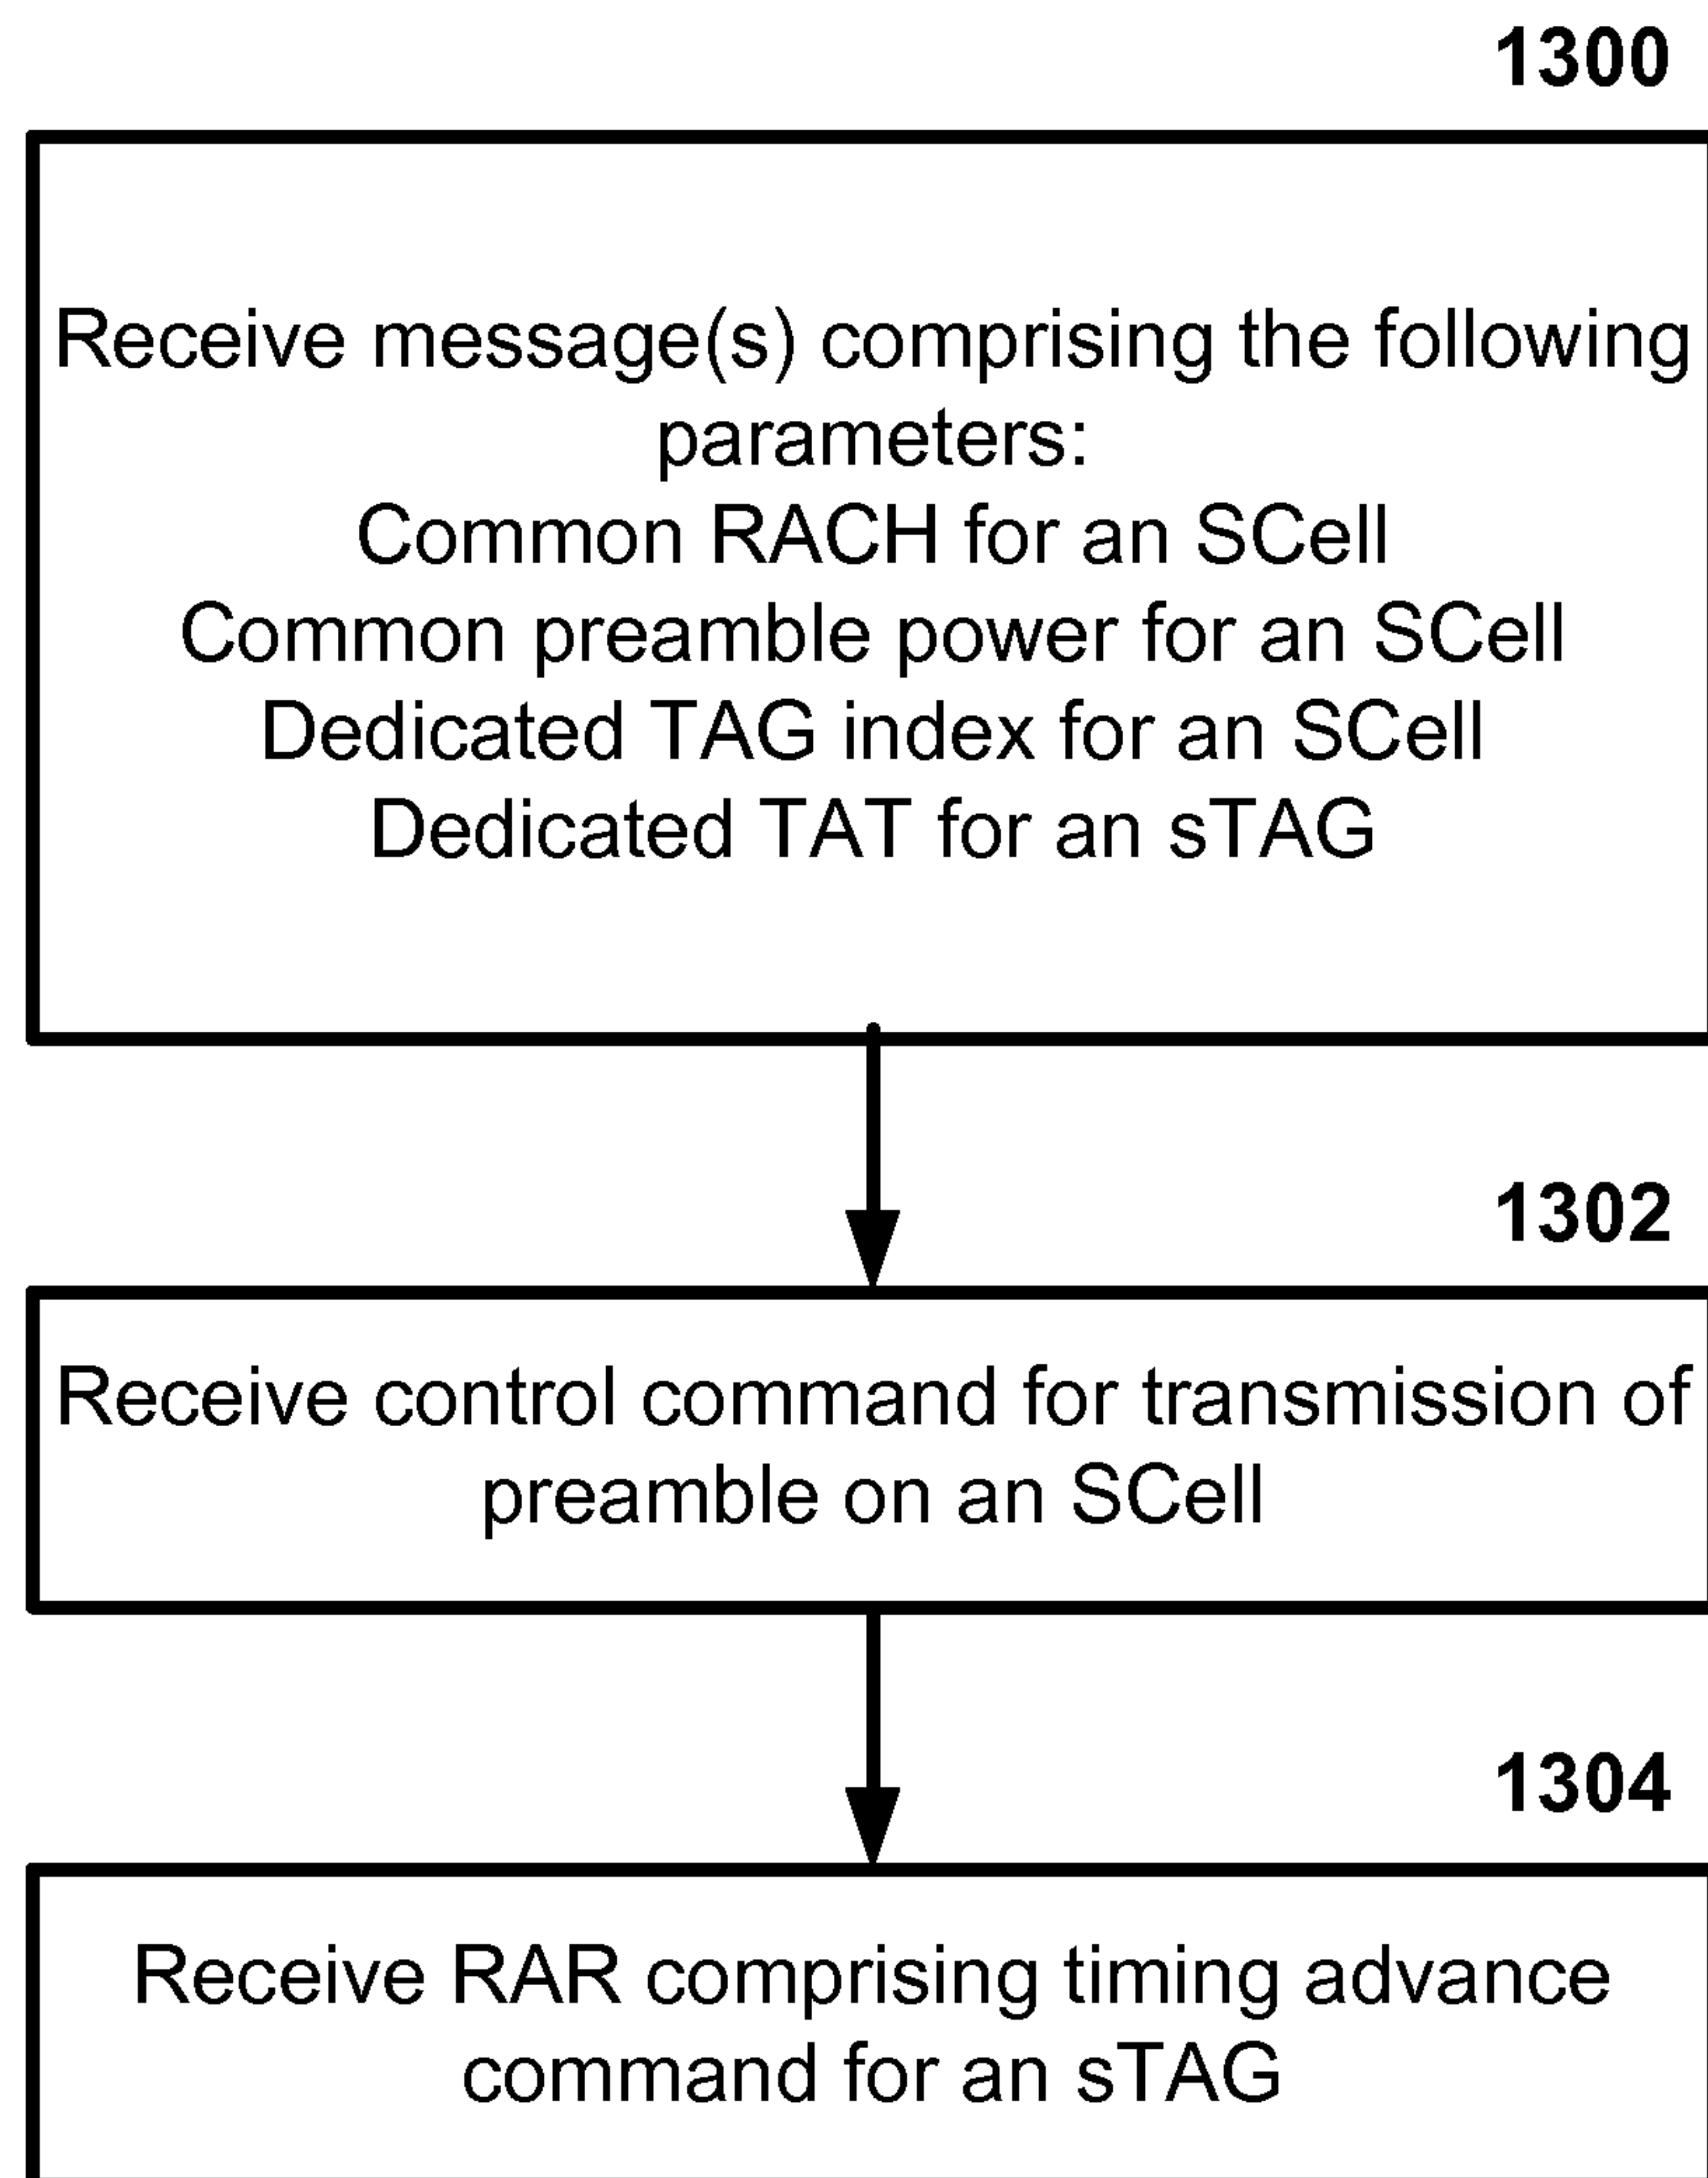 1300
Receive message(s) comprising the following
parameters:
Common RACH for an SCell
Common preamble power for an SCell
Dedicated TAG index for an SCell
Dedicated TAT for an sTAG
1302
Receive control command for transmission of
preamble on an SCell
1304
Receive RAR comprising timing advance
command for an sTAG